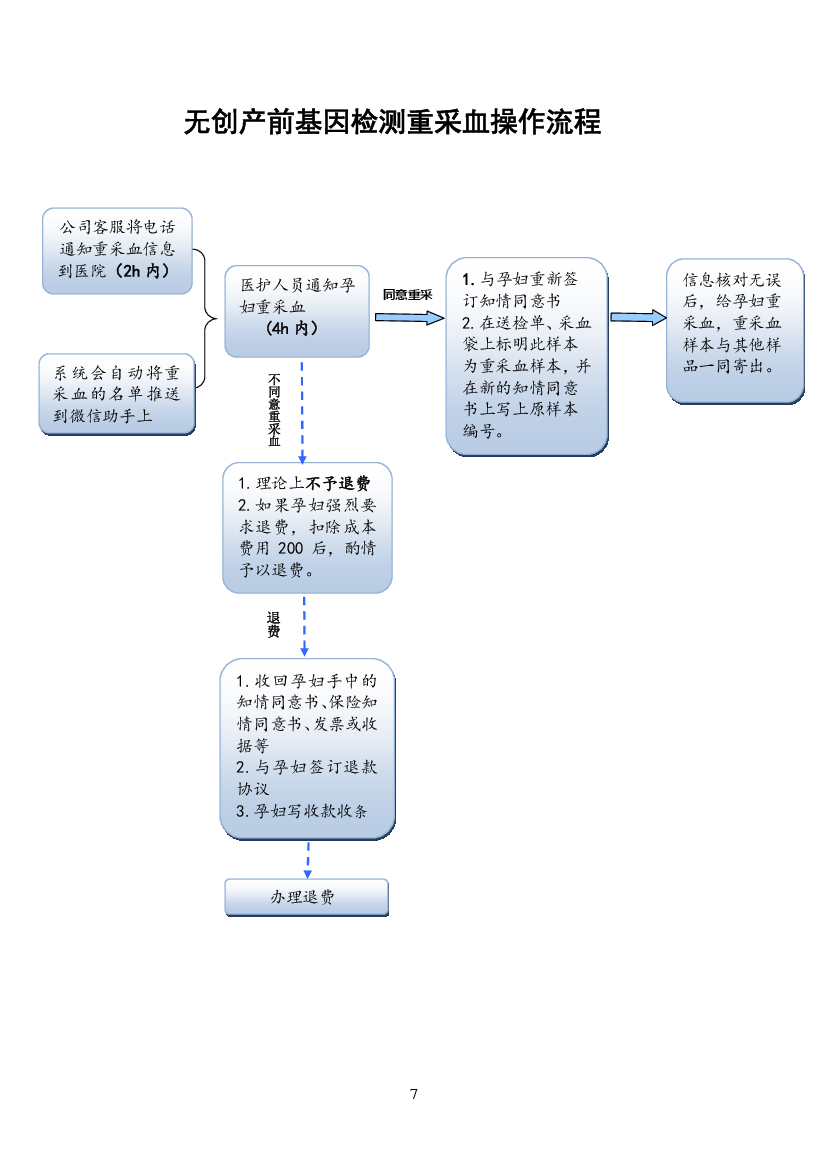 无创产前基因检测重采血操作流程
公司客服将电话
通知重采血信息
到医院（2h 内）
系统会自动将重
采血的名单推送
到微信助手上
医护人员通知孕
妇重采血
（4h 内）
同意重采
1.与孕妇重新签
订知情同意书
2.在送检单、采血
袋上标明此样本
为重采血样本，并
在新的知情同意
书上写上原样本
编号。
信息核对无误
后，给孕妇重
采血，重采血
样本与其他样
品一同寄出。
不同意重采血
1.理论上不予退费
2.如果孕妇强烈要
求退费，扣除成本
费用 200 后，酌情
予以退费。
退费
1.收回孕妇手中的
知情同意书、保险知
情同意书、发票或收
据等
2.与孕妇签订退款
协议
3.孕妇写收款收条
办理退费
7